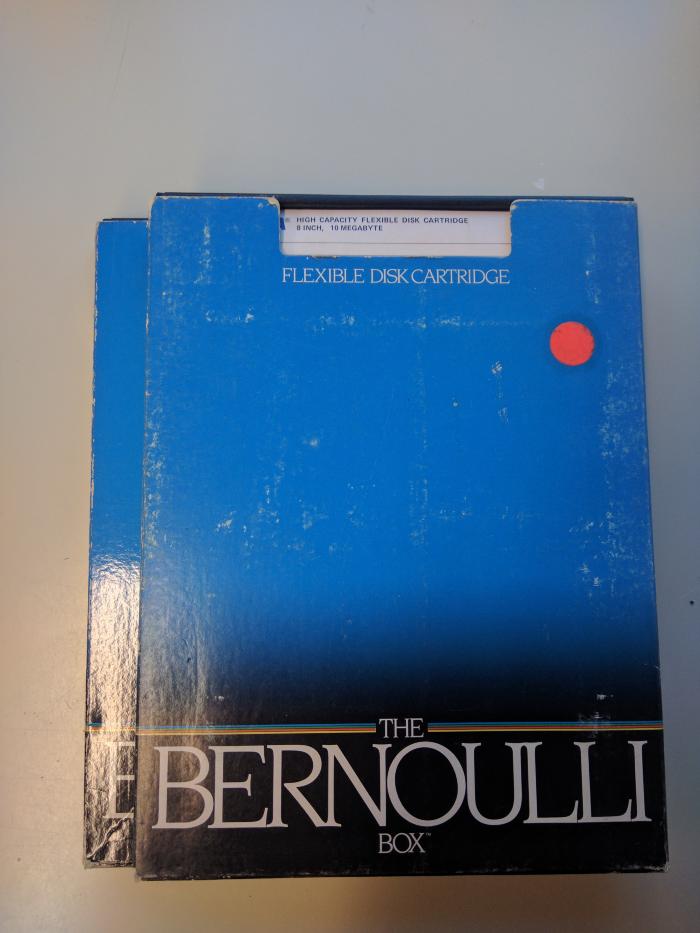 HIGH CAPACITY FLEXIBLE DISK CARTRIDGE
8 INCH, 10 MEGABYTE
FLEXIBLE DISK CARTRIDGE
THE
BERNOULLI
BOX™